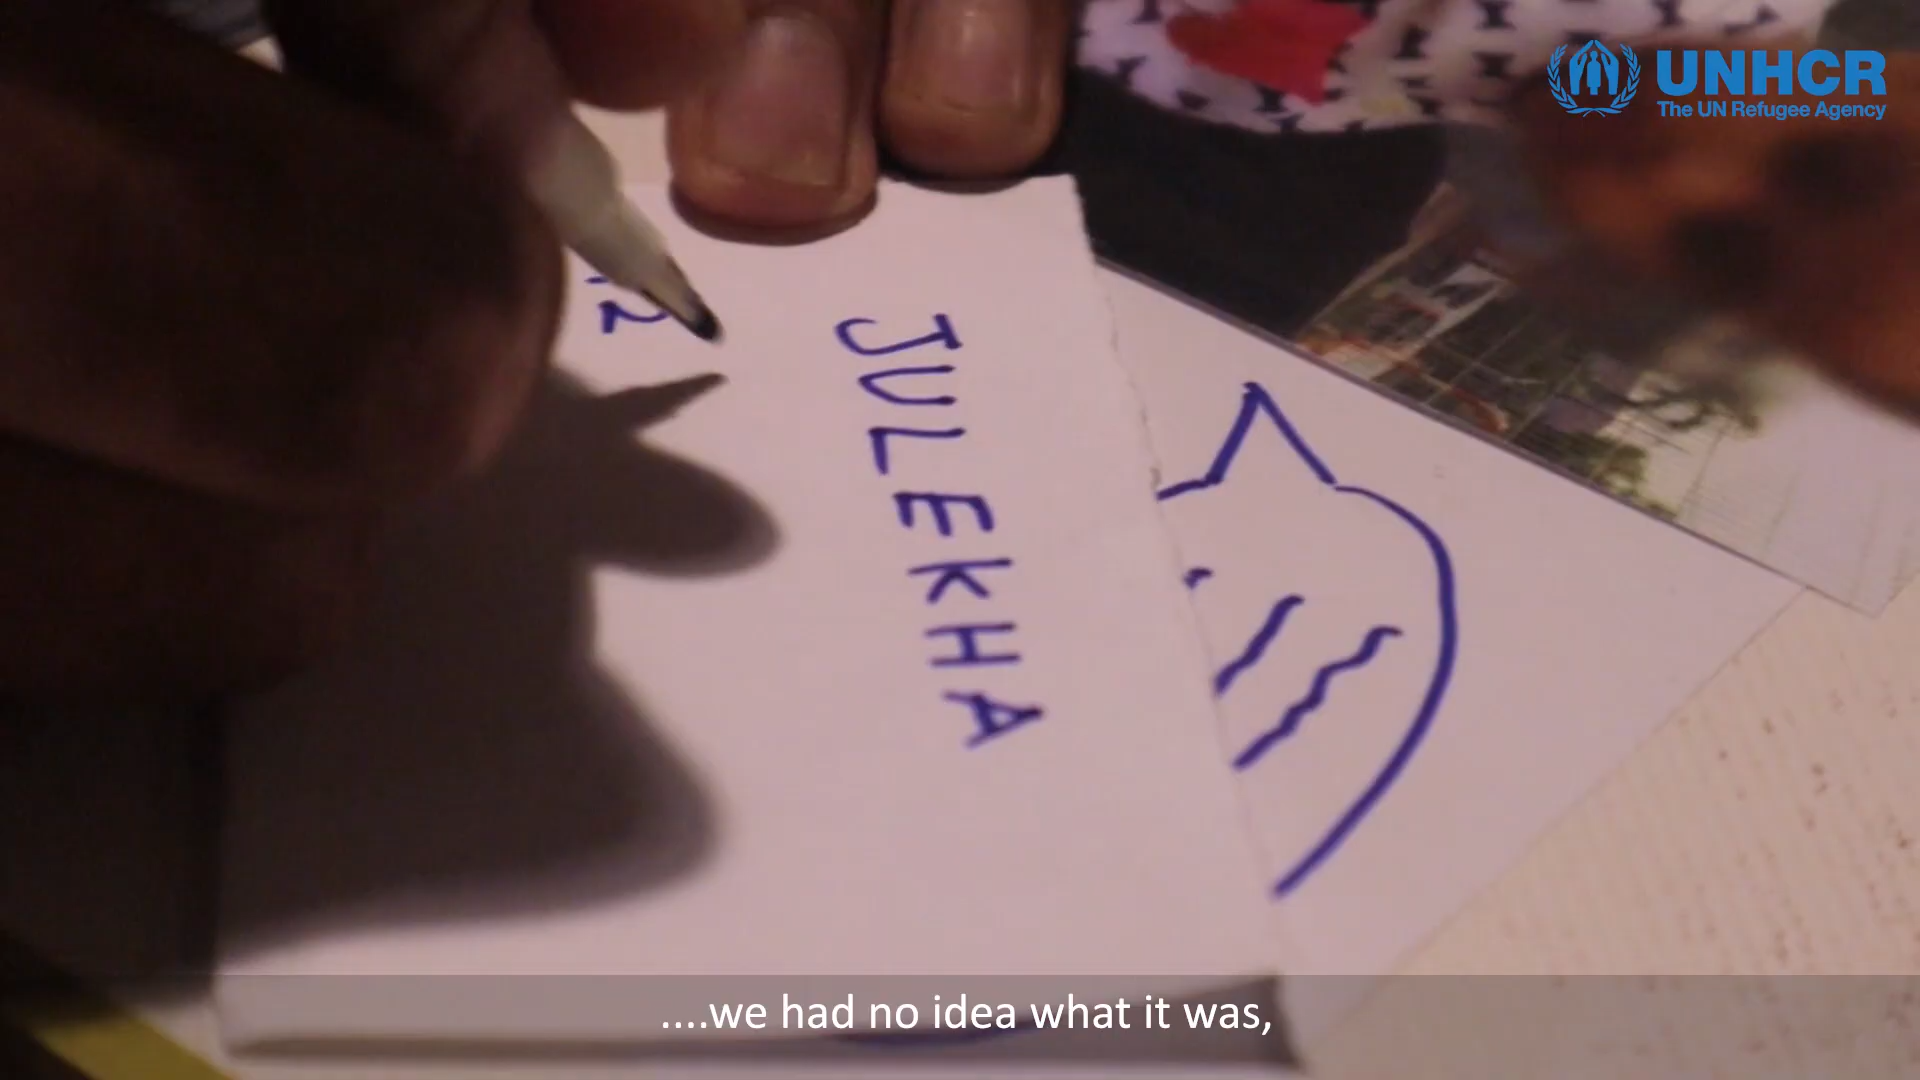 UNHCR
The UN Refugee Agency
JULEKHA
....we had no idea what it was,